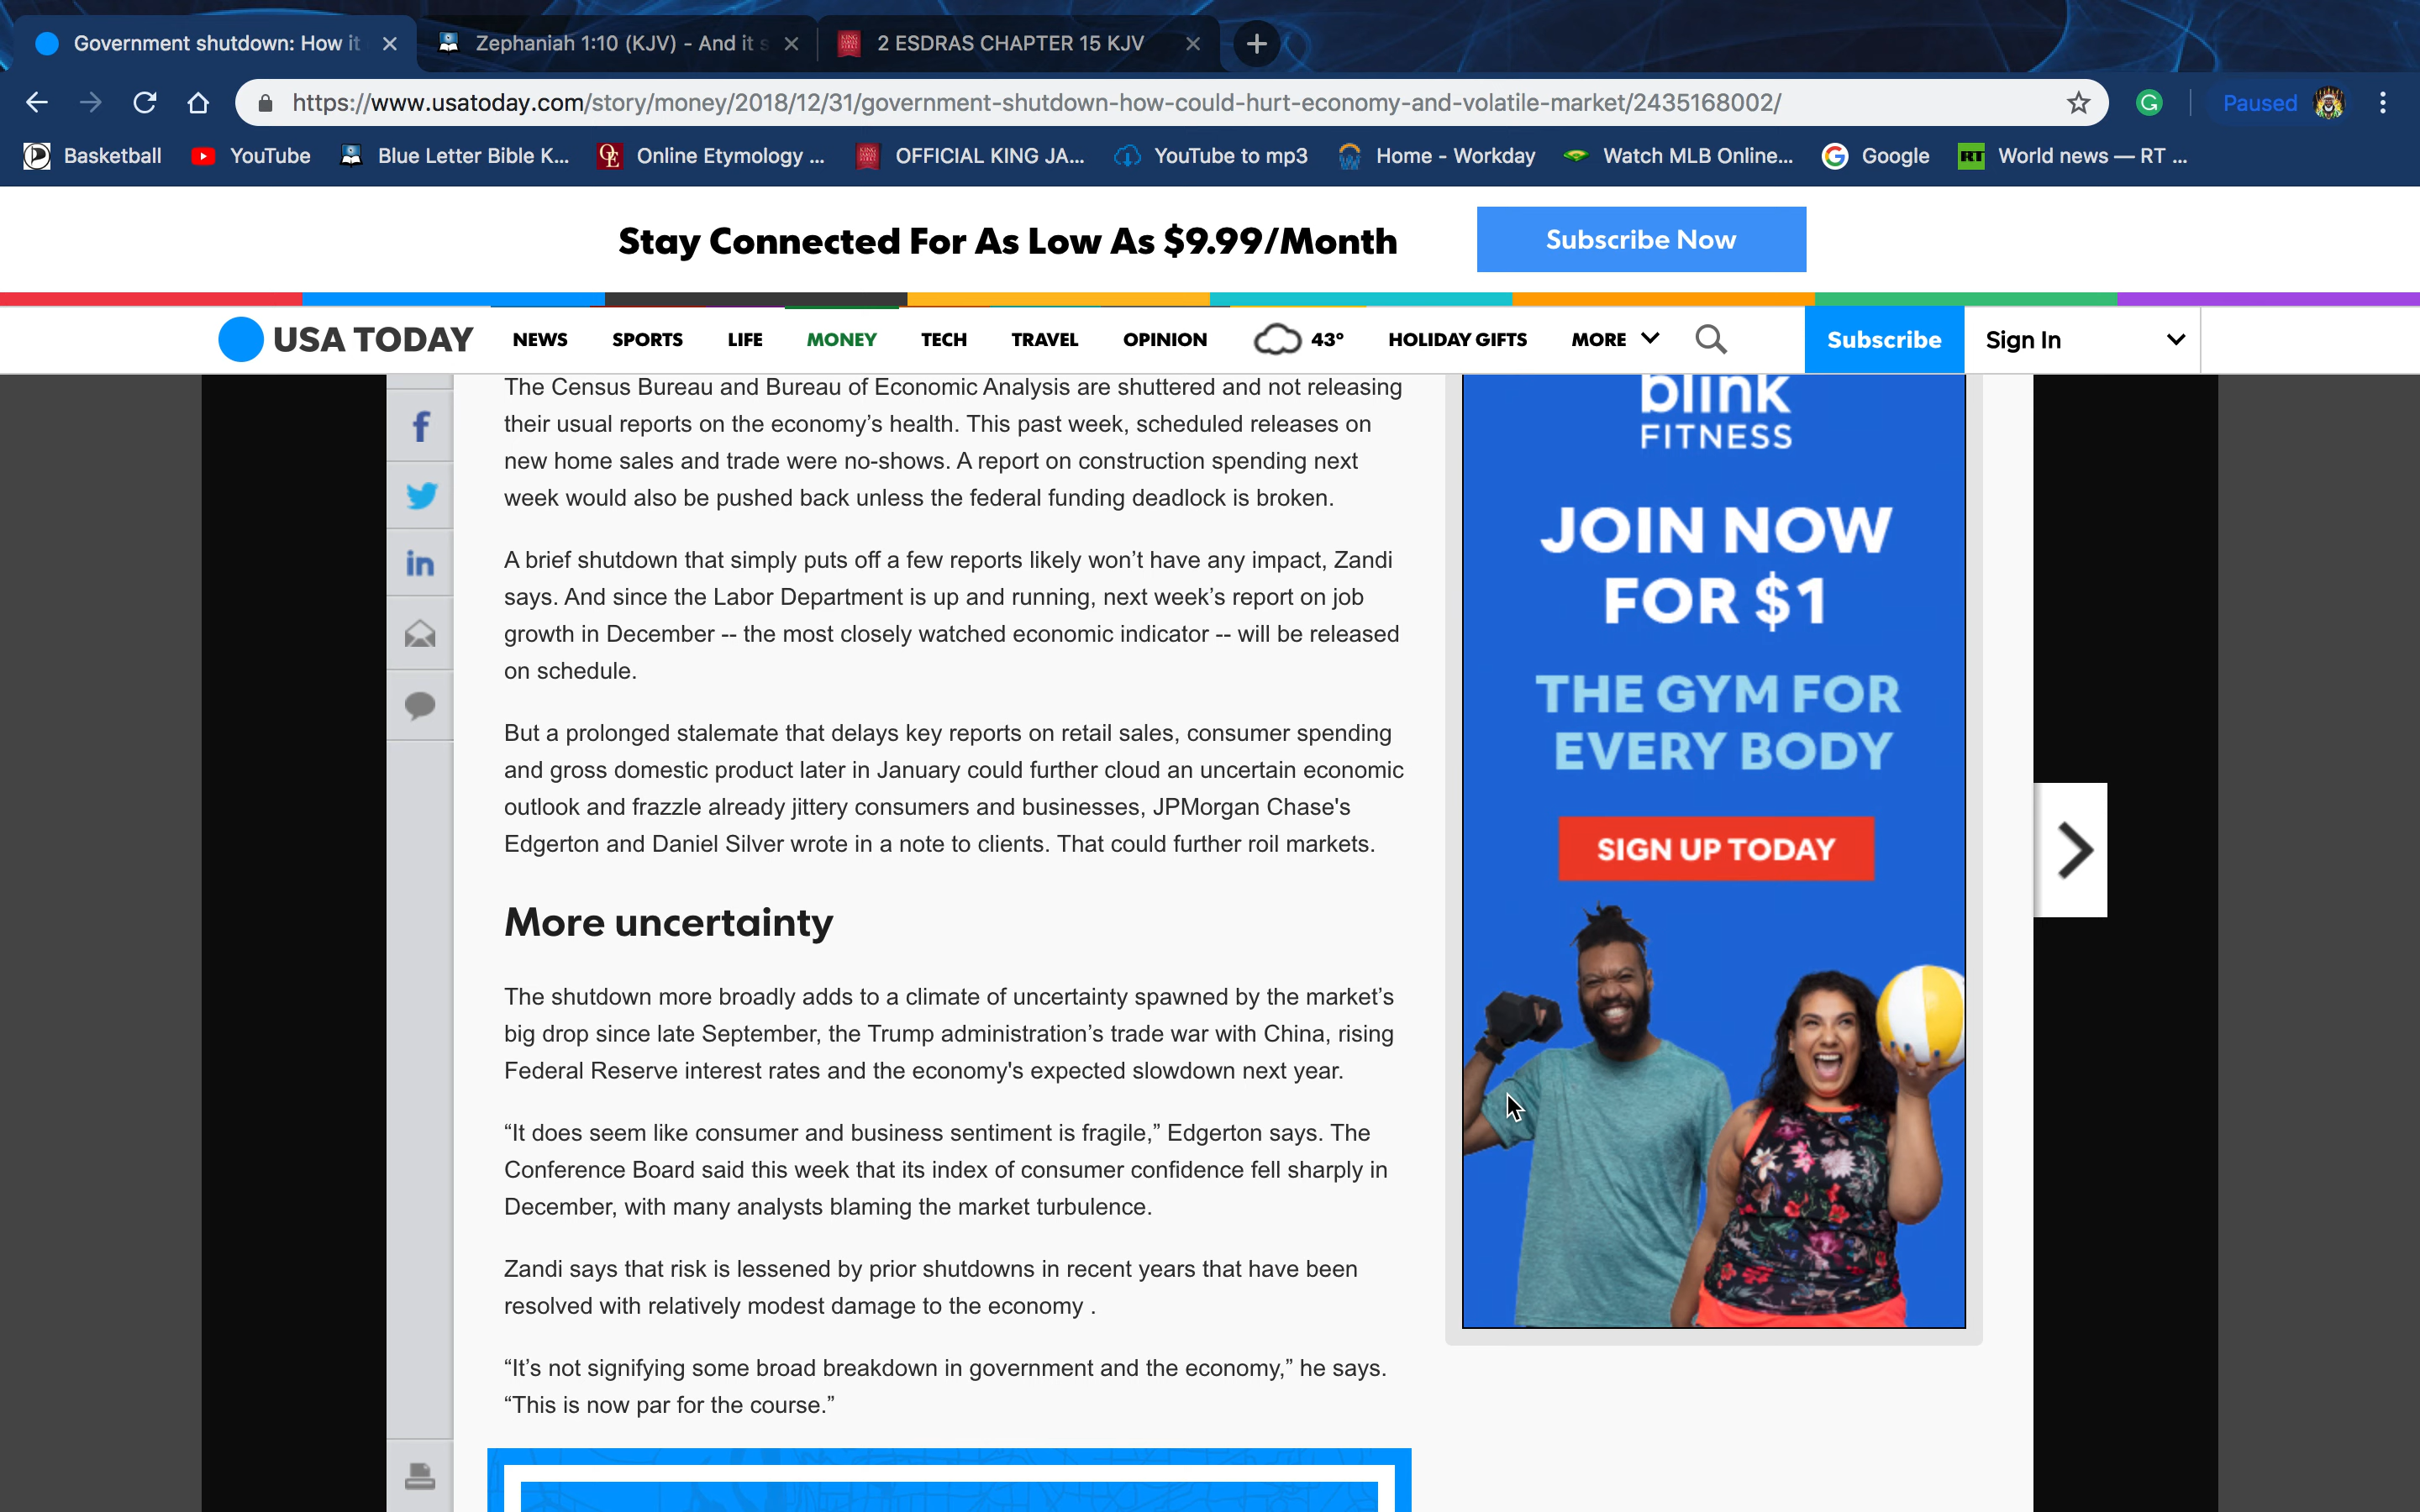 Government shutdown: How it
Zephaniah 1:10 (KJV) - And it s
2 ESDRAS CHAPTER 15 KJV
https://www.usatoday.com/story/money/2018/12/31/government-shutdown-how-could-hurt-economy-and-volatile-market/2435168002/
Paused
Basketball
YouTube
Blue Letter Bible K...
Online Etymology ...
OFFICIAL KING JA...
YouTube to mp3
Home - Workday
Watch MLB Online...
Google
RT
World news — RT ...
Stay Connected For As Low As $9.99/Month
Subscribe Now
USA TODAY
NEWS
SPORTS
LIFE
MONEY
TECH
TRAVEL
OPINION
43°
HOLIDAY GIFTS
MORE
Subscribe
Sign In
The Census Bureau and Bureau of Economic Analysis are shuttered and not releasing
their usual reports on the economy’s health. This past week, scheduled releases on
new home sales and trade were no-shows. A report on construction spending next
week would also be pushed back unless the federal funding deadlock is broken.
A brief shutdown that simply puts off a few reports likely won’t have any impact, Zandi
says. And since the Labor Department is up and running, next week’s report on job
growth in December -- the most closely watched economic indicator -- will be released
on schedule.
But a prolonged stalemate that delays key reports on retail sales, consumer spending
and gross domestic product later in January could further cloud an uncertain economic
outlook and frazzle already jittery consumers and businesses, JPMorgan Chase's
Edgerton and Daniel Silver wrote in a note to clients. That could further roil markets.
More uncertainty
The shutdown more broadly adds to a climate of uncertainty spawned by the market’s
big drop since late September, the Trump administration’s trade war with China, rising
Federal Reserve interest rates and the economy's expected slowdown next year.
“It does seem like consumer and business sentiment is fragile,” Edgerton says. The
Conference Board said this week that its index of consumer confidence fell sharply in
December, with many analysts blaming the market turbulence.
Zandi says that risk is lessened by prior shutdowns in recent years that have been
resolved with relatively modest damage to the economy .
“It’s not signifying some broad breakdown in government and the economy,” he says.
“This is now par for the course.”
blink
FITNESS
JOIN NOW
FOR $1
THE GYM FOR
EVERY BODY
SIGN UP TODAY